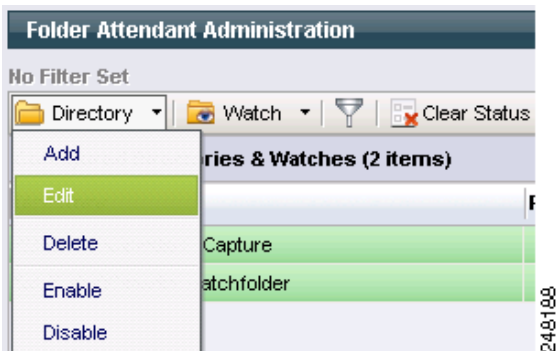 Folder Attendant Administration
No Filter Set
Directory Watch Clear Status
Add
ries & Watches (2 items)
Edit
Delete
Capture
Enable
atchfolder
Disable
248188